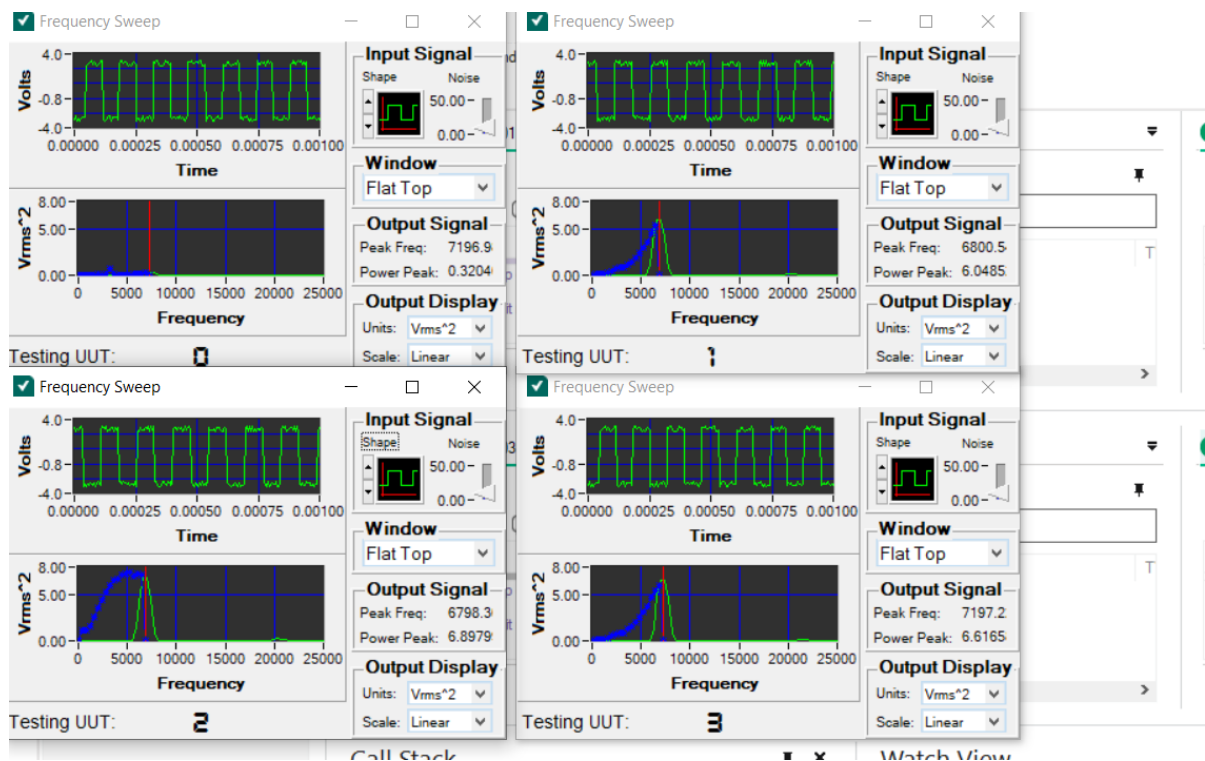 Frequency Sweep
4.0
-0.8
-4.0
Volts
0.00000 0.00025 0.00050 0.00075 0.00100
Time
8.00
5.00
0.00
Vrms^2
0 5000 10000 15000 20000 25000
Frequency
Testing UUT: 0
Input Signal
Shape Noise
50.00
0.00
Window
Flat Top
Output Signal
Peak Freq: 7196.9
Power Peak: 0.3204
Output Display
Units: Vrms^2
Scale: Linear
Frequency Sweep
4.0
-0.8
-4.0
Volts
0.00000 0.00025 0.00050 0.00075 0.00100
Time
8.00
5.00
0.00
Vrms^2
0 5000 10000 15000 20000 25000
Frequency
Testing UUT: 1
Input Signal
Shape Noise
50.00
0.00
Window
Flat Top
Output Signal
Peak Freq: 6800.5
Power Peak: 6.0485
Output Display
Units: Vrms^2
Scale: Linear
Frequency Sweep
4.0
-0.8
-4.0
Volts
0.00000 0.00025 0.00050 0.00075 0.00100
Time
8.00
5.00
0.00
Vrms^2
0 5000 10000 15000 20000 25000
Frequency
Testing UUT: 2
Input Signal
Shape Noise
50.00
0.00
Window
Flat Top
Output Signal
Peak Freq: 6798.3
Power Peak: 6.8979
Output Display
Units: Vrms^2
Scale: Linear
Frequency Sweep
4.0
-0.8
-4.0
Volts
0.00000 0.00025 0.00050 0.00075 0.00100
Time
8.00
5.00
0.00
Vrms^2
0 5000 10000 15000 20000 25000
Frequency
Testing UUT: 3
Input Signal
Shape Noise
50.00
0.00
Window
Flat Top
Output Signal
Peak Freq: 7197.2
Power Peak: 6.6165
Output Display
Units: Vrms^2
Scale: Linear
Call Stack
Watch View